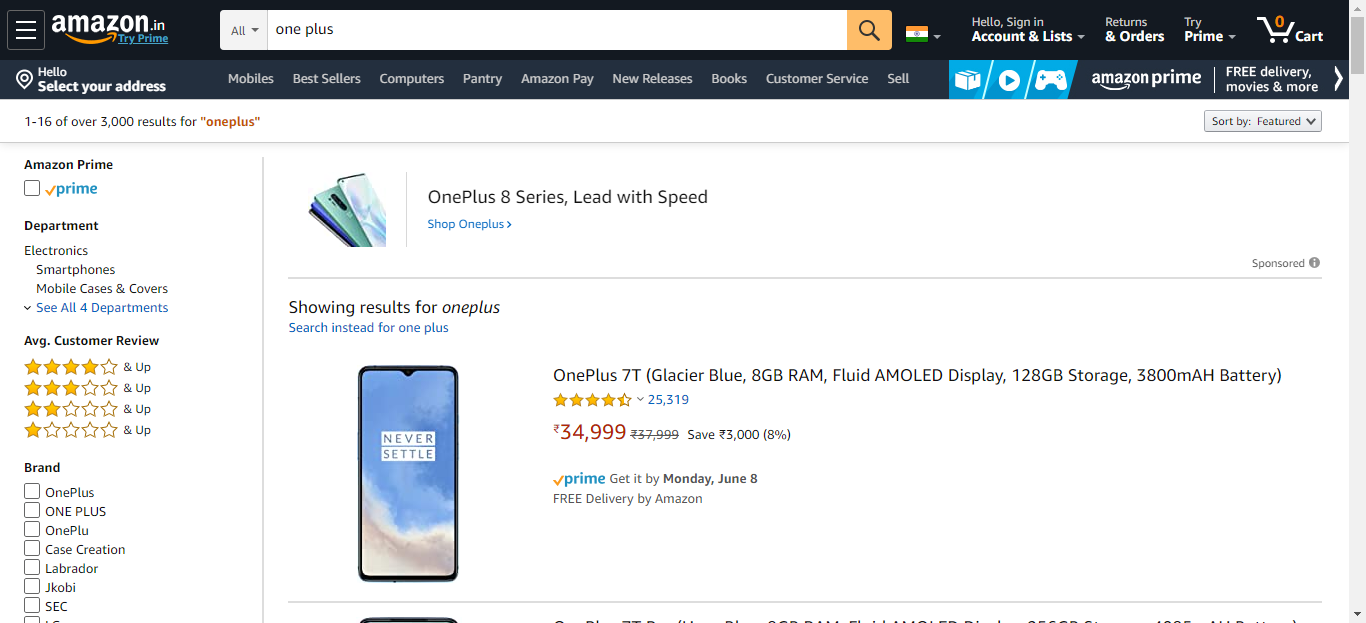 amazon.in
Try Prime
All
one plus
Hello, Sign in
Account & Lists
Returns
& Orders
Try
Prime
0
Cart
Hello
Select your address
Mobiles
Best Sellers
Computers
Pantry
Amazon Pay
New Releases
Books
Customer Service
Sell
amazon prime
FREE delivery,
movies & more
1-16 of over 3,000 results for "oneplus"
Sort by: Featured
Amazon Prime
prime
Department
Electronics
Smartphones
Mobile Cases & Covers
See All 4 Departments
Avg. Customer Review
& Up
& Up
& Up
& Up
Brand
OnePlus
ONE PLUS
OnePlu
Case Creation
Labrador
Jkobi
SEC
OnePlus 8 Series, Lead with Speed
Shop Oneplus
Sponsored
Showing results for oneplus
Search instead for one plus
NEVER
SETTLE
OnePlus 7T (Glacier Blue, 8GB RAM, Fluid AMOLED Display, 128GB Storage, 3800mAH Battery)
25,319
₹34,999 ₹37,999 Save ₹3,000 (8%)
prime Get it by Monday, June 8
FREE Delivery by Amazon